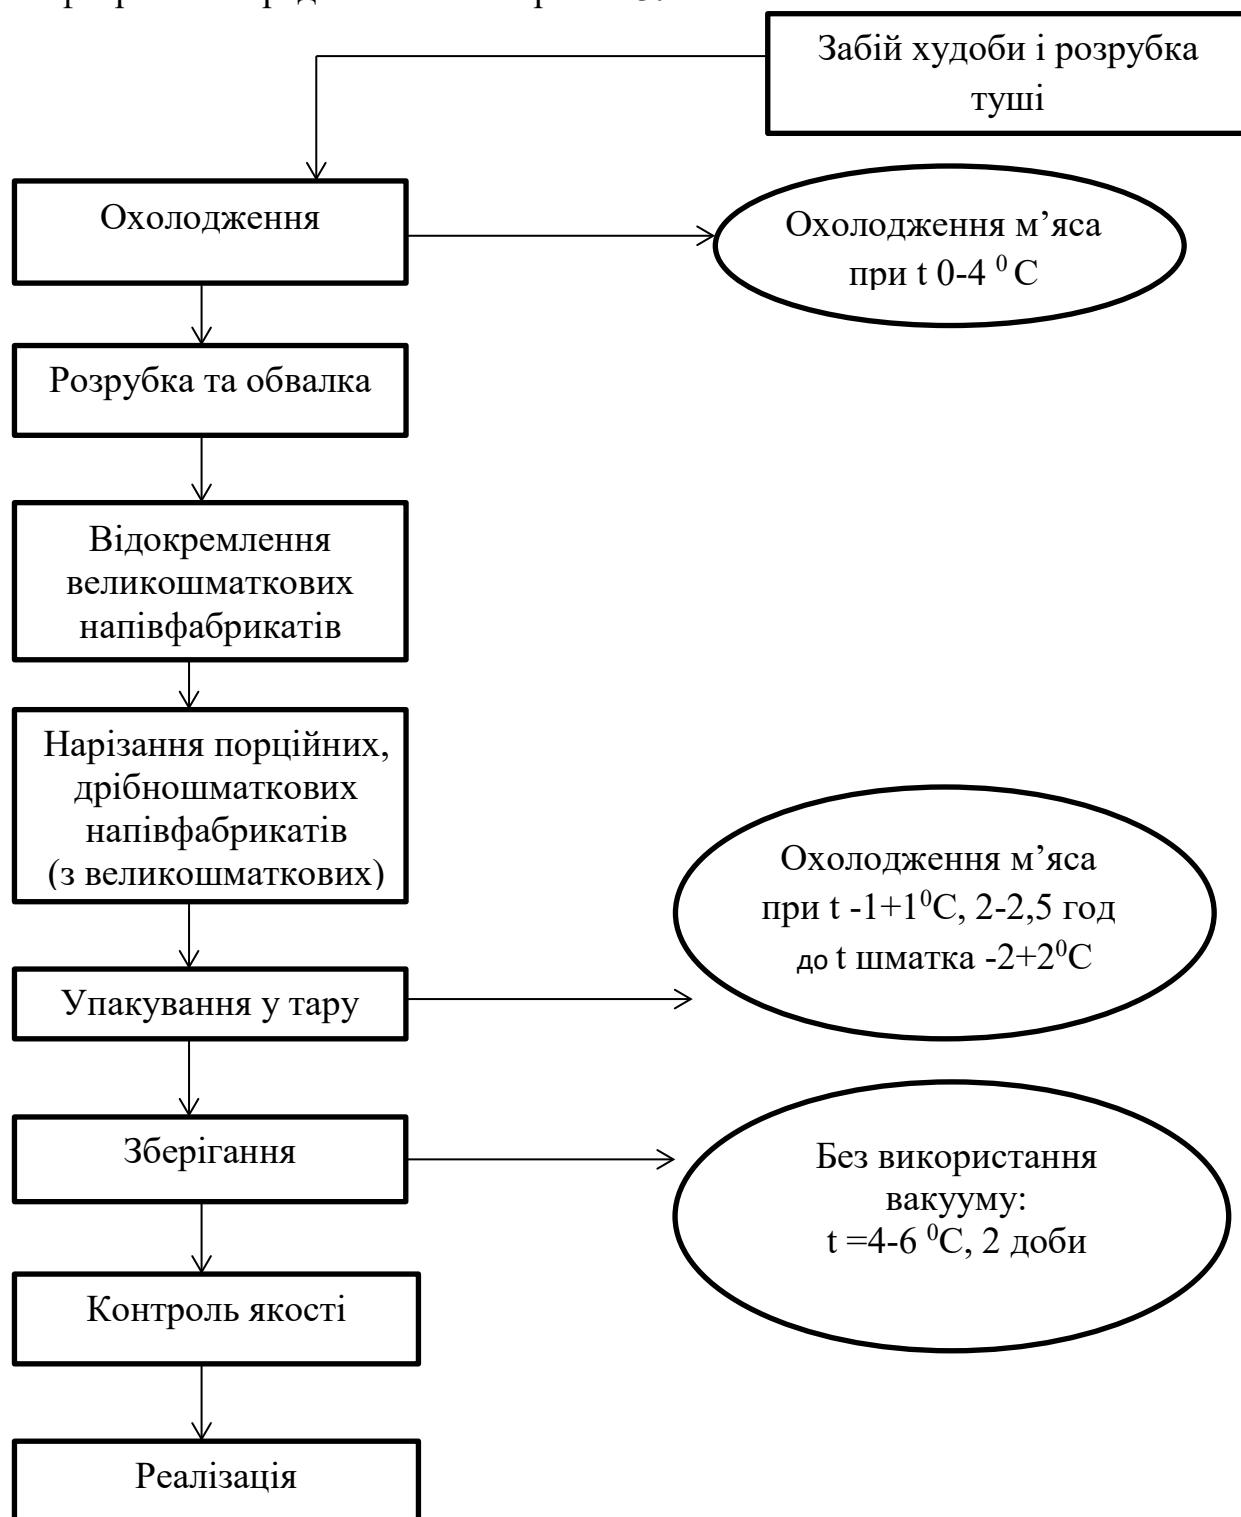 Забій худоби і розрубка
туші
Охолодження
Охолодження м’яса
при t 0-4 ⁰ С
Розрубка та обвалка
Відокремлення
великошматкових
напівфабрикатів
Нарізання порційних,
дрібношматкових
напівфабрикатів
(з великошматкових)
Охолодження м’яса
при t -1+1⁰С, 2-2,5 год
до t шматка -2+2⁰С
Упакування у тару
Зберігання
Без використання
вакууму:
t =4-6 ⁰С, 2 доби
Контроль якості
Реалізація